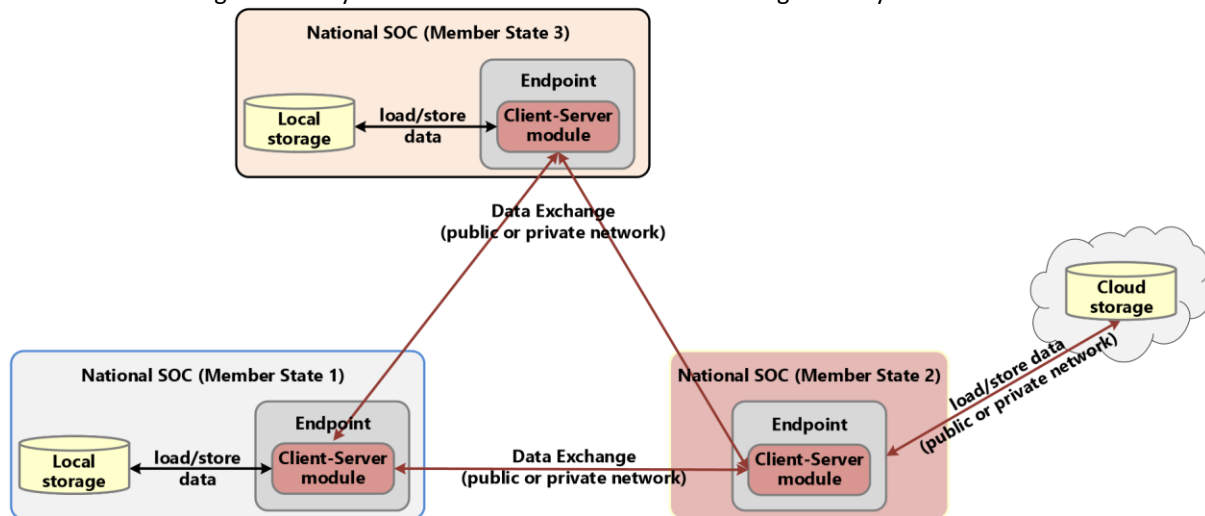 National SOC (Member State 3)
Endpoint
Local
storage
load/store
data
Client-Server
module
Data Exchange
(public or private network)
Cloud
storage
load/store data
(public or private network)
National SOC (Member State 1)
Endpoint
Local
storage
load/store
data
Client-Server
module
Data Exchange
(public or private network)
National SOC (Member State 2)
Endpoint
Client-Server
module